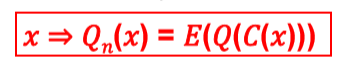 x ⇒ Qₙ(x) = E(Q(C(x)))